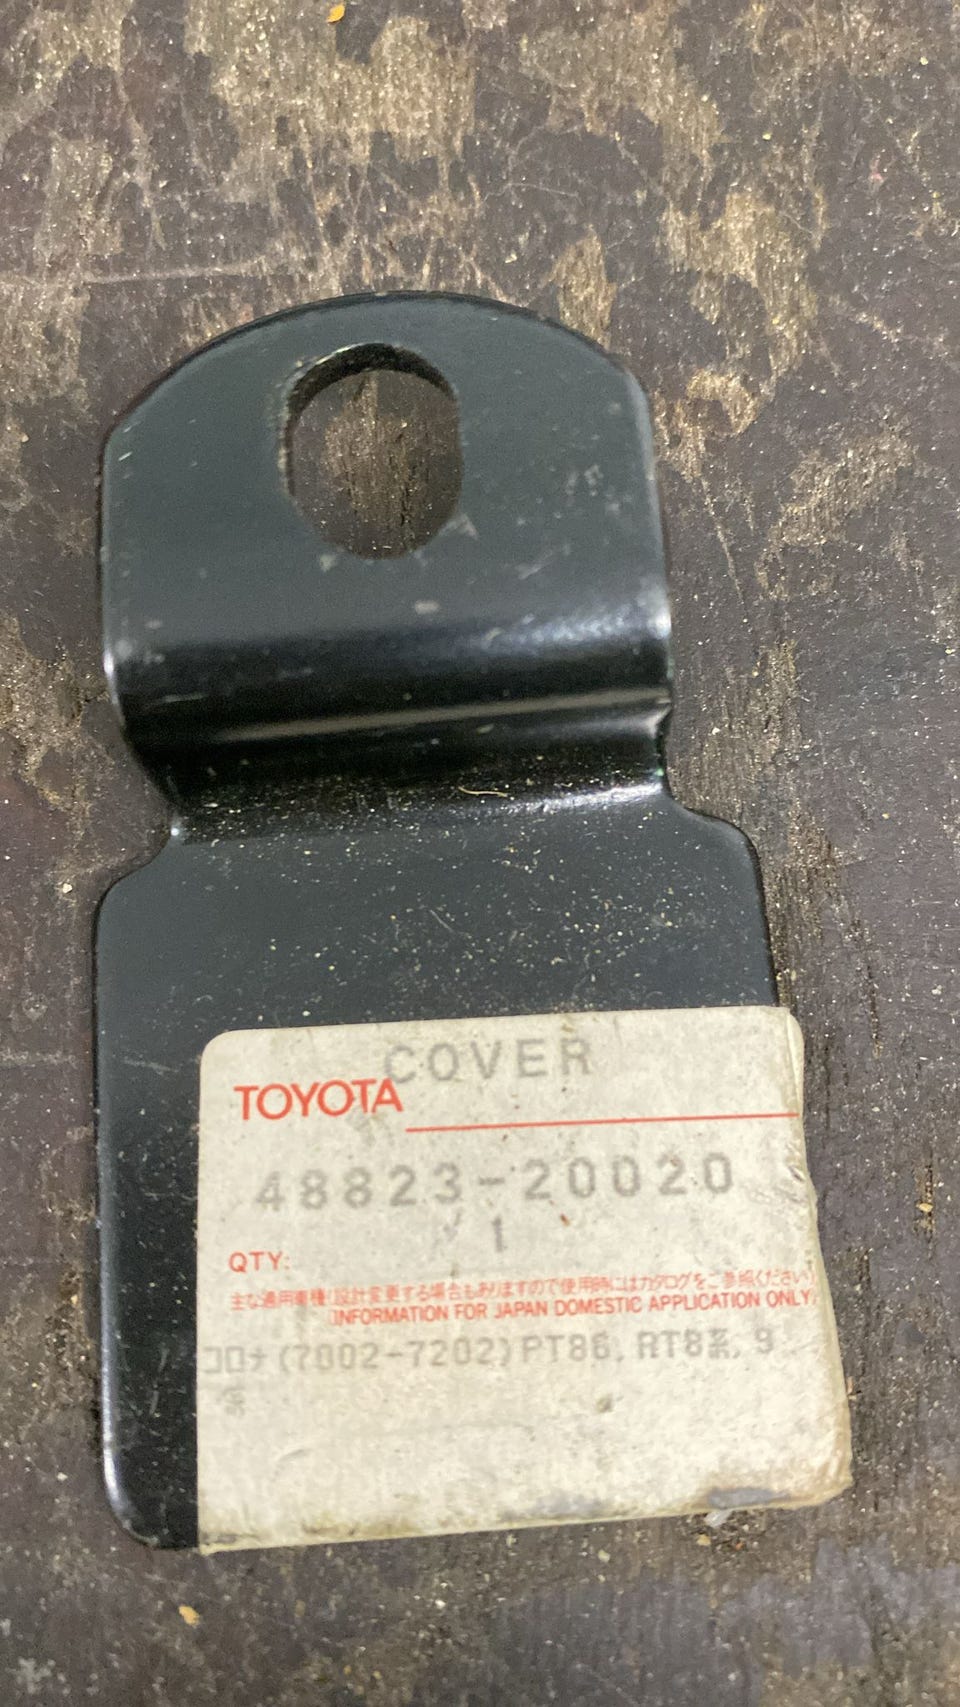 COVER
TOYOTA
48823-20020
1
QTY:
主な適用車種(設計変更する場合もありますので使用時にはカタログをご参照ください)
(INFORMATION FOR JAPAN DOMESTIC APPLICATION ONLY)
コロナ(7002-7202)PT86, RT8系, 9
系